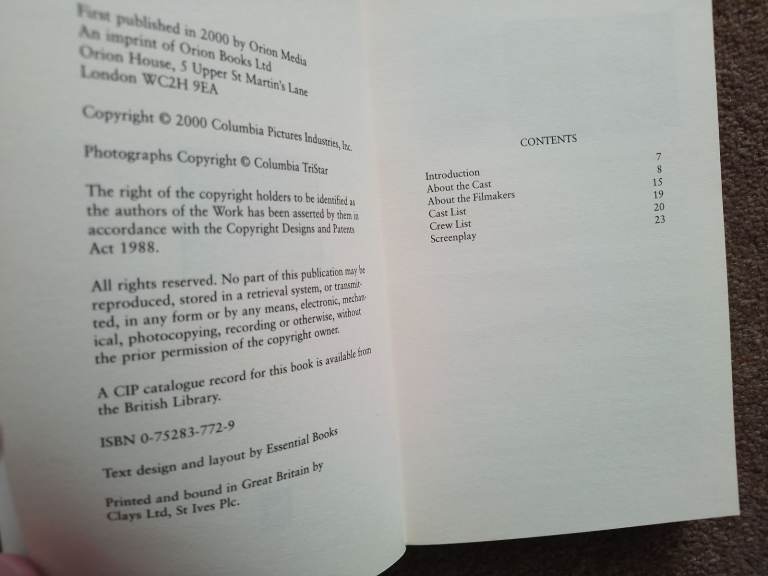 First published in 2000 by Orion Media
An imprint of Orion Books Ltd
Orion House, 5 Upper St Martin's Lane
London WC2H 9EA
Copyright © 2000 Columbia Pictures Industries, Inc.
Photographs Copyright © Columbia TriStar
The right of the copyright holders to be identified as
the authors of the Work has been asserted by them in
accordance with the Copyright Designs and Patents
Act 1988.
All rights reserved. No part of this publication may be
reproduced, stored in a retrieval system, or transmit-
ted, in any form or by any means, electronic, mechan-
ical, photocopying, recording or otherwise, without
the prior permission of the copyright owner.
A CIP catalogue record for this book is available from
the British Library.
ISBN 0-75283-772-9
Text design and layout by Essential Books
Printed and bound in Great Britain by
Clays Ltd, St Ives Plc.
CONTENTS
Introduction 7
About the Cast 8
About the Filmakers 15
Cast List 19
Crew List 20
Screenplay 23